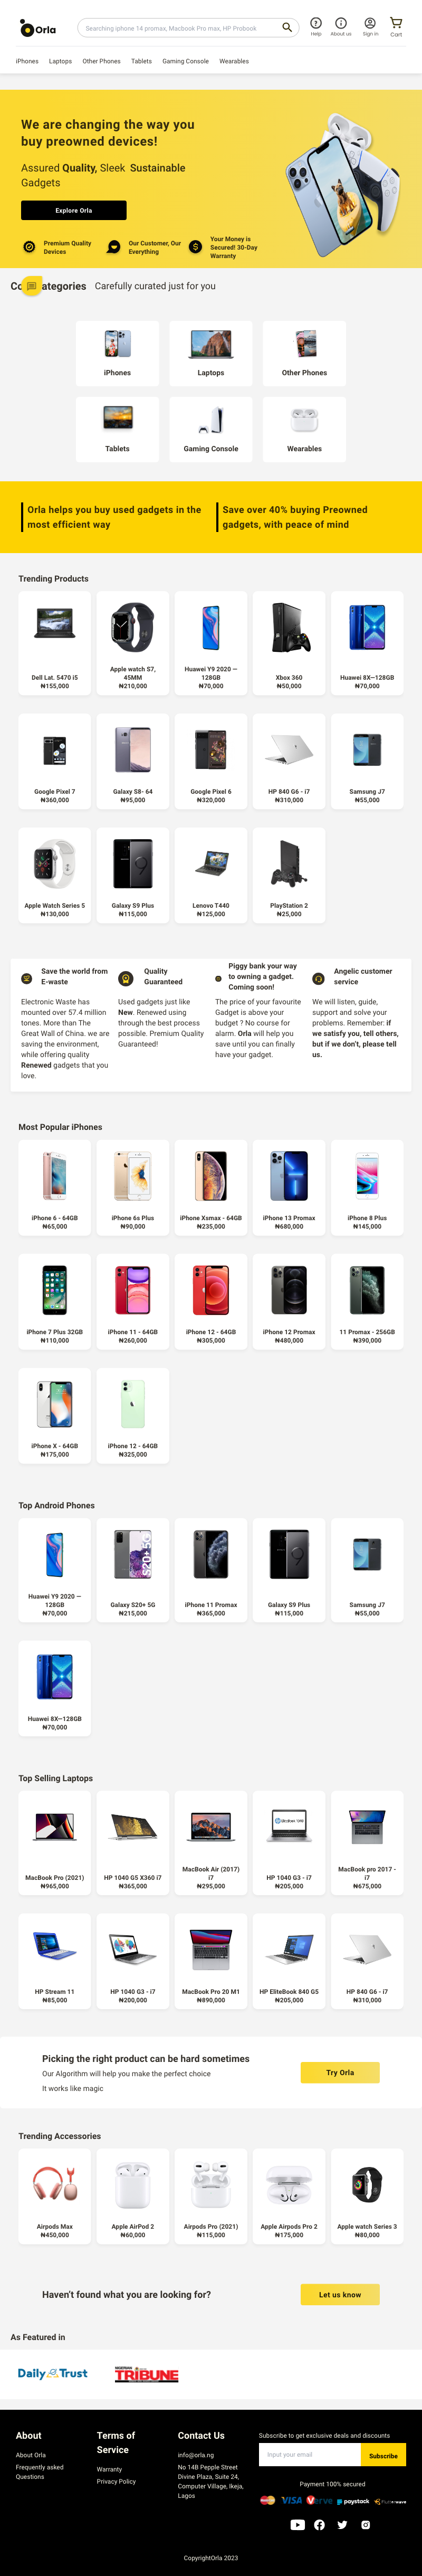 Orla
Searching iphone 14 promax, Macbook Pro max, HP Probook
Help
About us
Sign in
Cart
iPhones
Laptops
Other Phones
Tablets
Gaming Console
Wearables
We are changing the way you
buy preowned devices!
Assured Quality, Sleek Sustainable
Gadgets
Explore Orla
Premium Quality
Devices
Our Customer, Our
Everything
Your Money is
Secured! 30-Day
Warranty
Carefully curated just for you
iPhones
Laptops
Other Phones
Tablets
Gaming Console
Wearables
Orla helps you buy used gadgets in the
most efficient way
Save over 40% buying Preowned
gadgets, with peace of mind
Trending Products
Dell Lat. 5470 i5
₦155,000
Apple watch S7,
45MM
₦210,000
Huawei Y9 2020 —
128GB
₦70,000
Xbox 360
₦50,000
Huawei 8X—128GB
₦70,000
Google Pixel 7
₦360,000
Galaxy S8- 64
₦95,000
Google Pixel 6
₦320,000
HP 840 G6 - i7
₦310,000
Samsung J7
₦55,000
Apple Watch Series 5
₦130,000
Galaxy S9 Plus
₦115,000
Lenovo T440
₦125,000
PlayStation 2
₦25,000
Save the world from
E-waste
Electronic Waste has
mounted over 57.4 million
tones. More than The
Great Wall of China. we are
saving the environment,
while offering quality
Renewed gadgets that you
love.
Quality
Guaranteed
Used gadgets just like
New. Renewed using
through the best process
possible. Premium Quality
Guaranteed!
Piggy bank your way
to owning a gadget.
Coming soon!
The price of your favourite
Gadget is above your
budget ? No course for
alarm. Orla will help you
save until you can finally
have your gadget.
Angelic customer
service
We will listen, guide,
support and solve your
problems. Remember: if
we satisfy you, tell others,
but if we don't, please tell
us.
Most Popular iPhones
iPhone 6 - 64GB
₦65,000
iPhone 6s Plus
₦90,000
iPhone Xsmax - 64GB
₦235,000
iPhone 13 Promax
₦680,000
iPhone 8 Plus
₦145,000
iPhone 7 Plus 32GB
₦110,000
iPhone 11 - 64GB
₦260,000
iPhone 12 - 64GB
₦305,000
iPhone 12 Promax
₦480,000
11 Promax - 256GB
₦390,000
iPhone X - 64GB
₦175,000
iPhone 12 - 64GB
₦325,000
Top Android Phones
Huawei Y9 2020 —
128GB
₦70,000
S20+ 5G
Galaxy S20+ 5G
₦215,000
iPhone 11 Promax
₦365,000
Galaxy S9 Plus
₦115,000
Samsung J7
₦55,000
Huawei 8X—128GB
₦70,000
Top Selling Laptops
MacBook Pro (2021)
₦965,000
HP 1040 G5 X360 i7
₦365,000
MacBook Air (2017)
i7
₦295,000
HP 1040 G3 - i7
₦205,000
MacBook pro 2017 -
i7
₦675,000
HP Stream 11
₦85,000
HP 1040 G3 - i7
₦200,000
MacBook Pro 20 M1
₦890,000
HP EliteBook 840 G5
₦205,000
HP 840 G6 - i7
₦310,000
Picking the right product can be hard sometimes
Our Algorithm will help you make the perfect choice
It works like magic
Try Orla
Trending Accessories
Airpods Max
₦450,000
Apple AirPod 2
₦60,000
Airpods Pro (2021)
₦115,000
Apple Airpods Pro 2
₦175,000
Apple watch Series 3
₦80,000
Haven't found what you are looking for?
Let us know
As Featured in
Daily Trust
NIGERIAN
TRIBUNE
About
About Orla
Frequently asked
Questions
Terms of
Service
Warranty
Privacy Policy
Contact Us
info@orla.ng
No 14B Pepple Street
Divine Plaza, Suite 24,
Computer Village, Ikeja,
Lagos
Subscribe to get exclusive deals and discounts
Input your email
Subscribe
Payment 100% secured
VISA
Verve
paystack
CopyrightOrla 2023